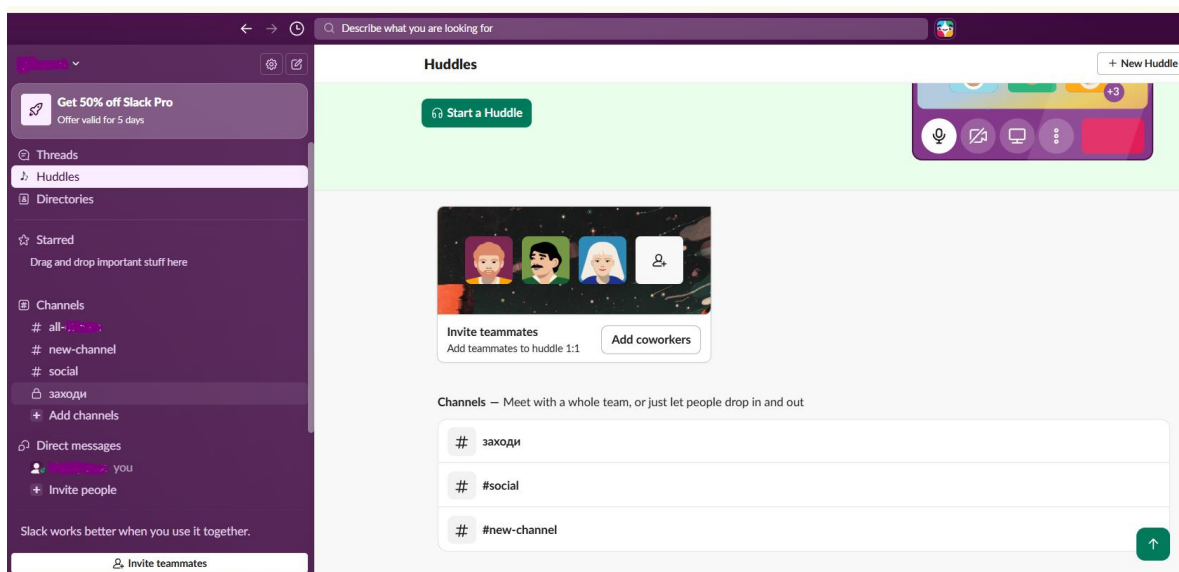 Describe what you are looking for
Huddles
+ New Huddle
Get 50% off Slack Pro
Offer valid for 5 days
Start a Huddle
+3
Threads
Huddles
Directories
Starred
Drag and drop important stuff here
Channels
# all-
# new-channel
# social
заходи
+ Add channels
Direct messages
you
+ Invite people
Slack works better when you use it together.
Invite teammates
Invite teammates
Add teammates to huddle 1:1
Add coworkers
Channels — Meet with a whole team, or just let people drop in and out
# заходи
# #social
# #new-channel